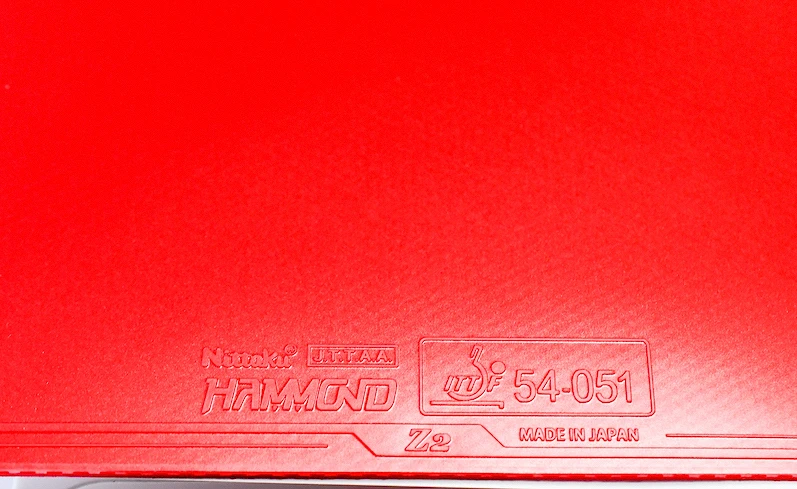 Nittaku J.T.T.A.A.
HAMMOND
ITTF 54-051
Z2 MADE IN JAPAN